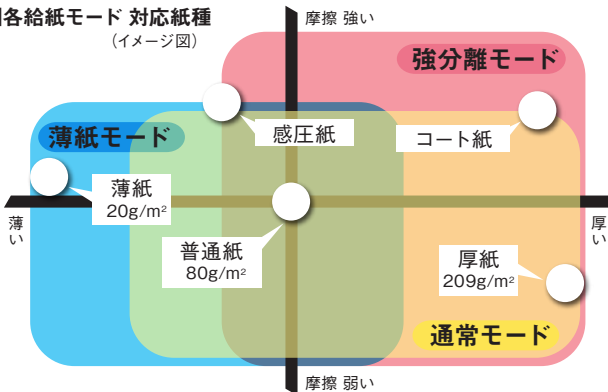 各給紙モード 対応紙種
(イメージ図)
摩擦 強い
強分離モード
薄紙モード
感圧紙
コート紙
薄紙
20g/m²
薄い
厚い
普通紙
80g/m²
厚紙
209g/m²
通常モード
摩擦 弱い